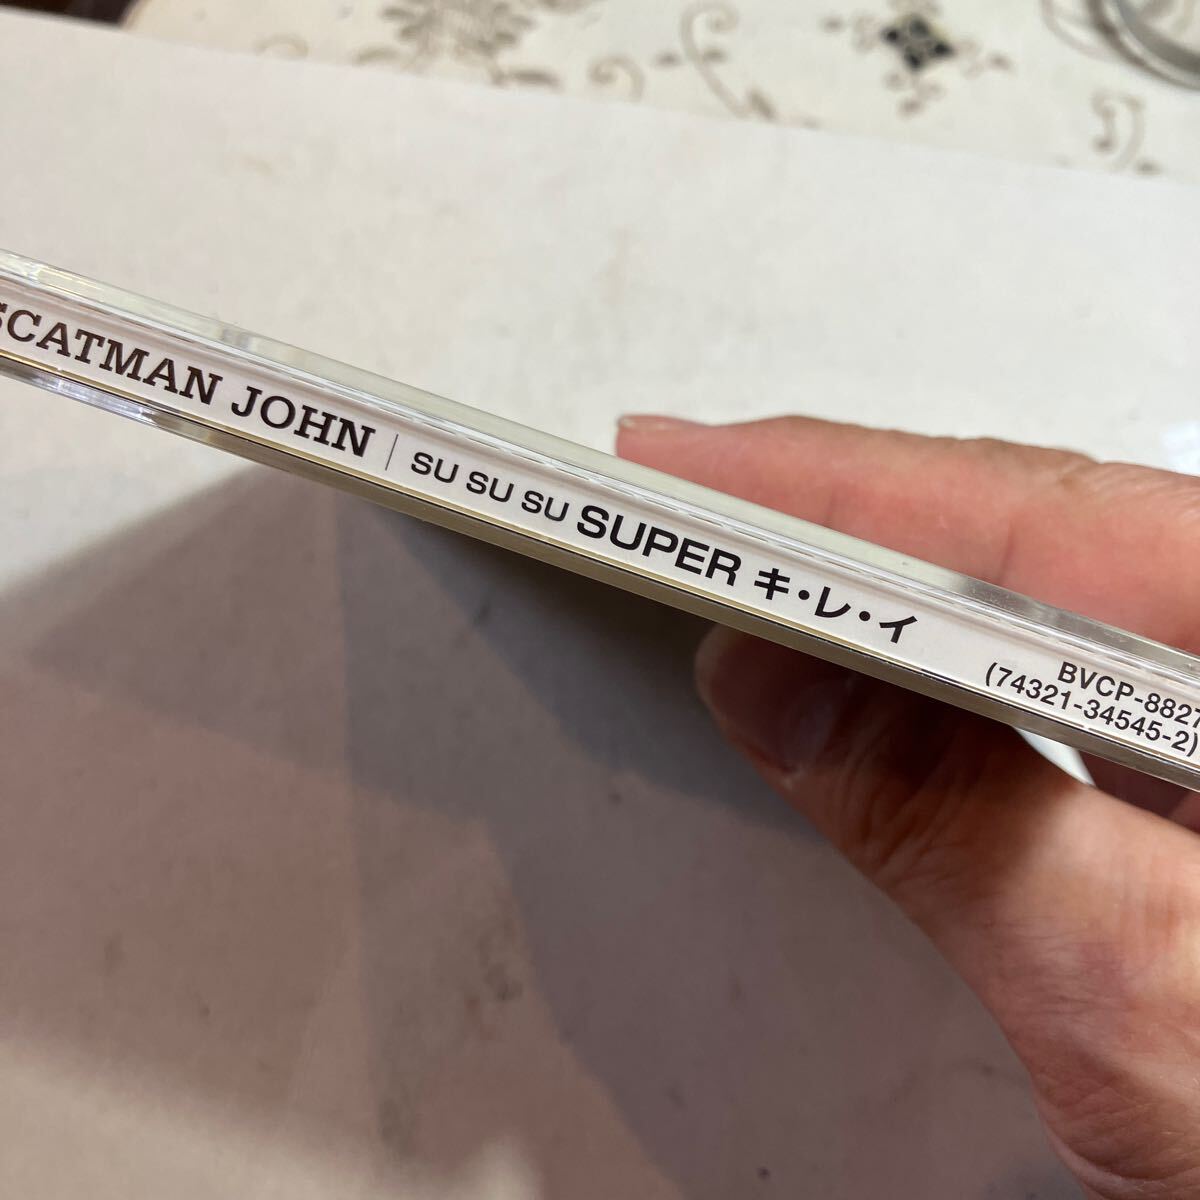 SCATMAN JOHN | SU SU SU SUPER キ・レ・イ
BVCP-8827
(74321-34545-2)